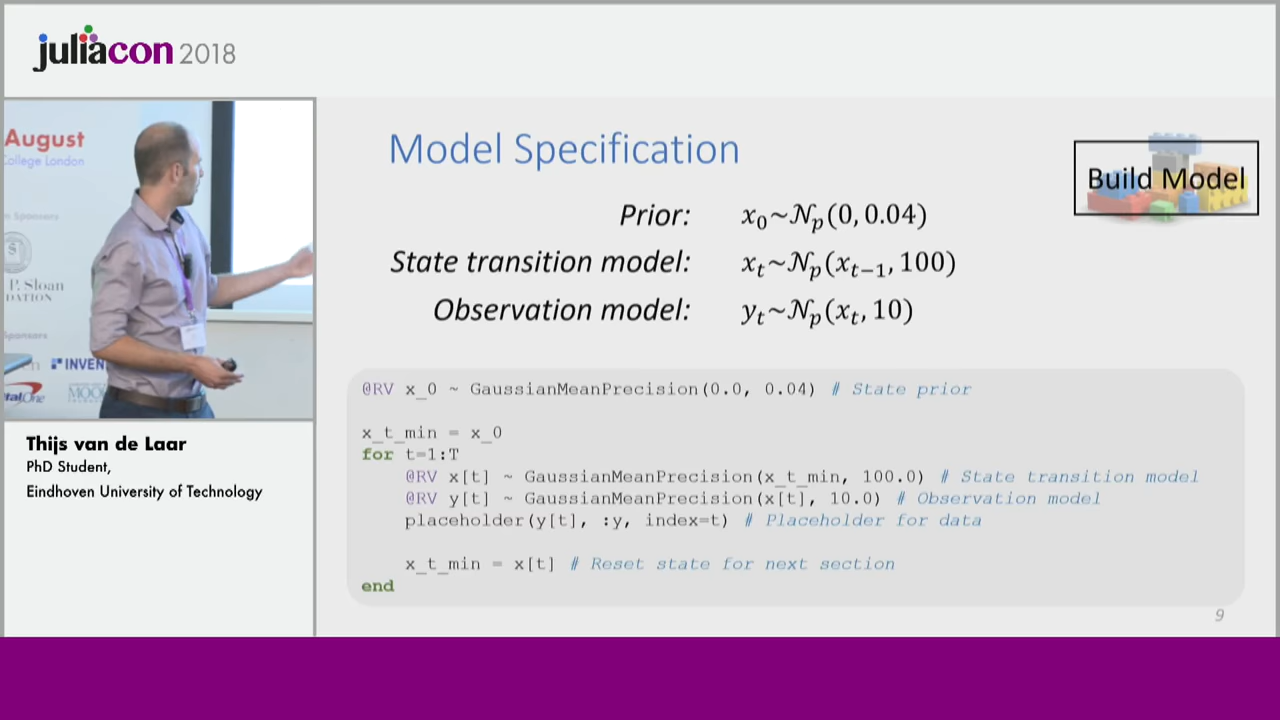 juliacon 2018
August
College London
P. Sloan
INVEN
MOO
Thijs van de Laar
PhD Student,
Eindhoven University of Technology
Model Specification
Build Model
Prior: x₀~𝒩ₚ(0, 0.04)
State transition model: xₜ~𝒩ₚ(xₜ₋₁, 100)
Observation model: yₜ~𝒩ₚ(xₜ, 10)
@RV x_0 ~ GaussianMeanPrecision(0.0, 0.04) # State prior
x_t_min = x_0
for t=1:T
@RV x[t] ~ GaussianMeanPrecision(x_t_min, 100.0) # State transition model
@RV y[t] ~ GaussianMeanPrecision(x[t], 10.0) # Observation model
placeholder(y[t], :y, index=t) # Placeholder for data
x_t_min = x[t] # Reset state for next section
end
9